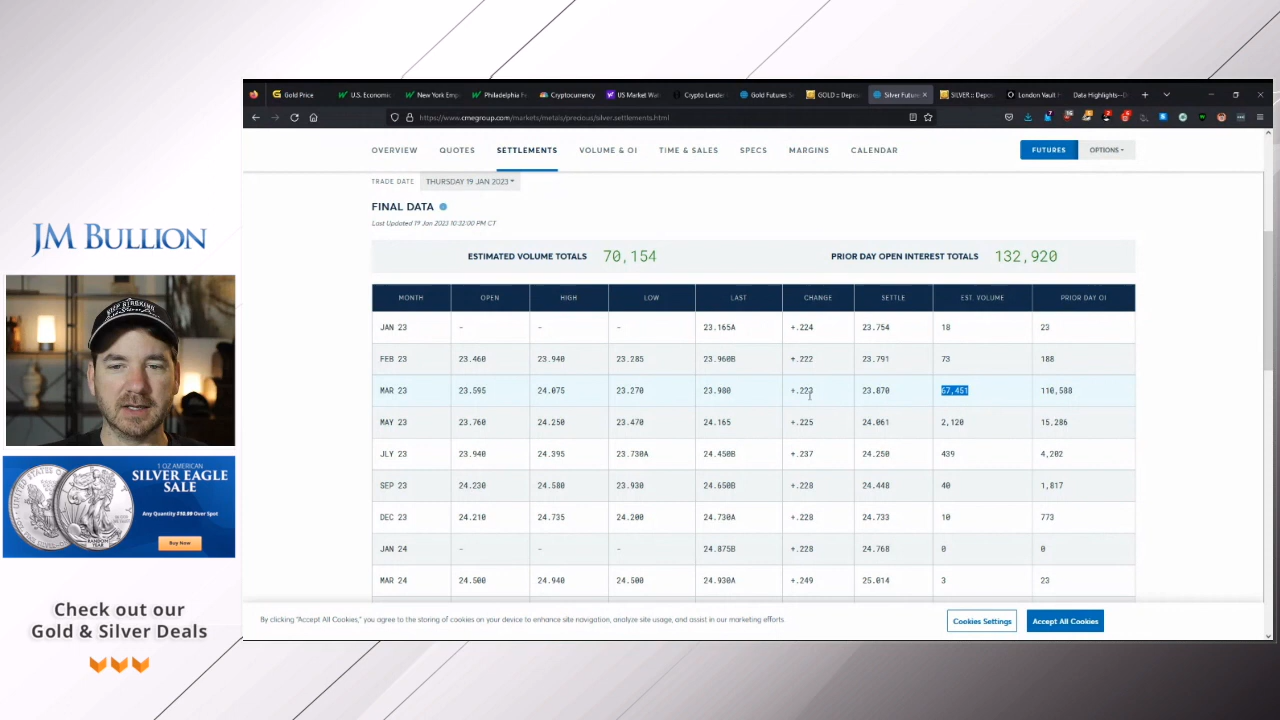 Gold Price
U.S. Economic
New York Emp
Philadelphia Fe
Cryptocurrency
US Market Wa
Crypto Lender
Gold Futures S
GOLD :: Depos
Silver Future
SILVER :: Depos
London Vault
Data Highlights--D
https://www.cmegroup.com/markets/metals/precious/silver.settlements.html
OVERVIEW QUOTES SETTLEMENTS VOLUME & OI TIME & SALES SPECS MARGINS CALENDAR FUTURES OPTIONS
TRADE DATE THURSDAY 19 JAN 2023
FINAL DATA
Last Updated 19 Jan 2023 10:32:00 PM CT
ESTIMATED VOLUME TOTALS 70,154 PRIOR DAY OPEN INTEREST TOTALS 132,920
MONTH OPEN HIGH LOW LAST CHANGE SETTLE EST. VOLUME PRIOR DAY OI
JAN 23 - - - 23.165A +.224 23.754 18 23
FEB 23 23.460 23.940 23.285 23.960B +.222 23.791 73 188
MAR 23 23.595 24.075 23.270 23.980 +.223 23.870 67,451 110,588
MAY 23 23.760 24.250 23.470 24.165 +.225 24.061 2,120 15,286
JLY 23 23.940 24.395 23.730A 24.450B +.237 24.250 439 4,202
SEP 23 24.230 24.580 23.930 24.650B +.228 24.448 40 1,817
DEC 23 24.210 24.735 24.200 24.730A +.228 24.733 10 773
JAN 24 - - - 24.875B +.228 24.768 0 0
MAR 24 24.500 24.940 24.500 24.930A +.249 25.014 3 23
By clicking "Accept All Cookies," you agree to the storing of cookies on your device to enhance site navigation, analyze site usage, and assist in our marketing efforts.
Cookies Settings
Accept All Cookies
JM BULLION
1 OZ AMERICAN
SILVER EAGLE
SALE
Any Quantity $10.99 Over Spot
Buy Now
Check out our
Gold & Silver Deals